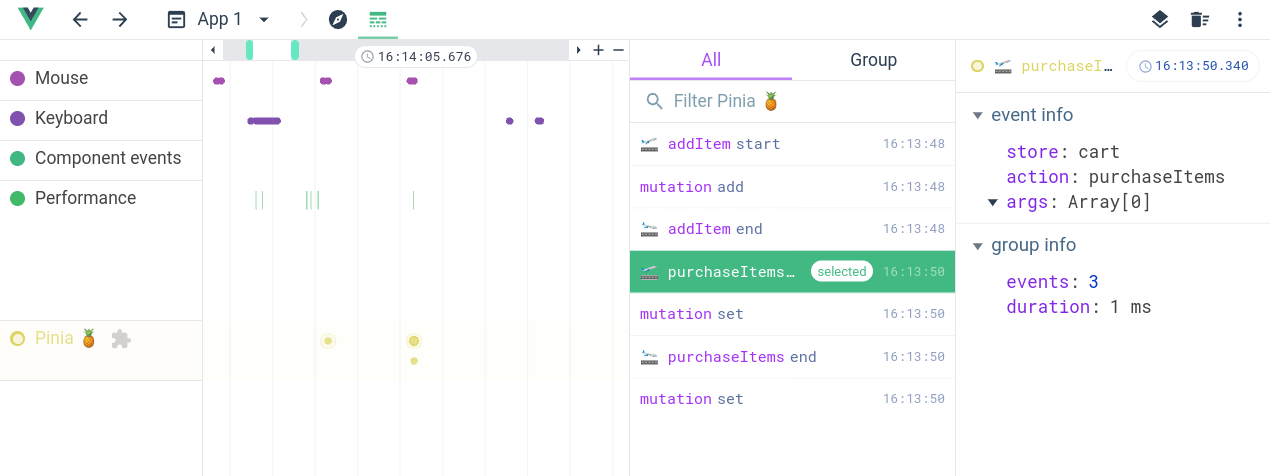 App 1
16:14:05.676
Mouse
Keyboard
Component events
Performance
Pinia 🍍
All
Group
Filter Pinia 🍍
🛫 addItem start 16:13:48
mutation add 16:13:48
🛬 addItem end 16:13:48
🛫 purchaseItems… selected 16:13:50
mutation set 16:13:50
🛬 purchaseItems end 16:13:50
mutation set 16:13:50
🛫 purchaseI… 16:13:50.340
event info
store: cart
action: purchaseItems
args: Array[0]
group info
events: 3
duration: 1 ms